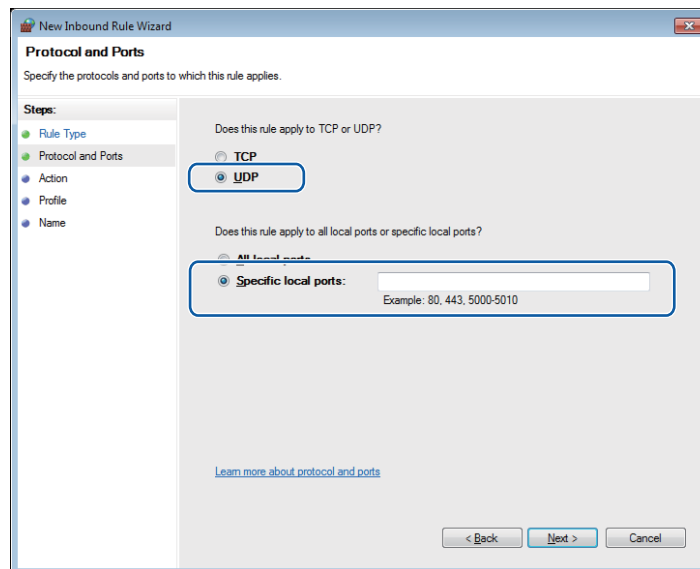 New Inbound Rule Wizard
Protocol and Ports
Specify the protocols and ports to which this rule applies.
Steps:
Rule Type
Protocol and Ports
Action
Profile
Name
Does this rule apply to TCP or UDP?
TCP
UDP
Does this rule apply to all local ports or specific local ports?
All local ports
Specific local ports:
Example: 80, 443, 5000-5010
Learn more about protocol and ports
< Back
Next >
Cancel